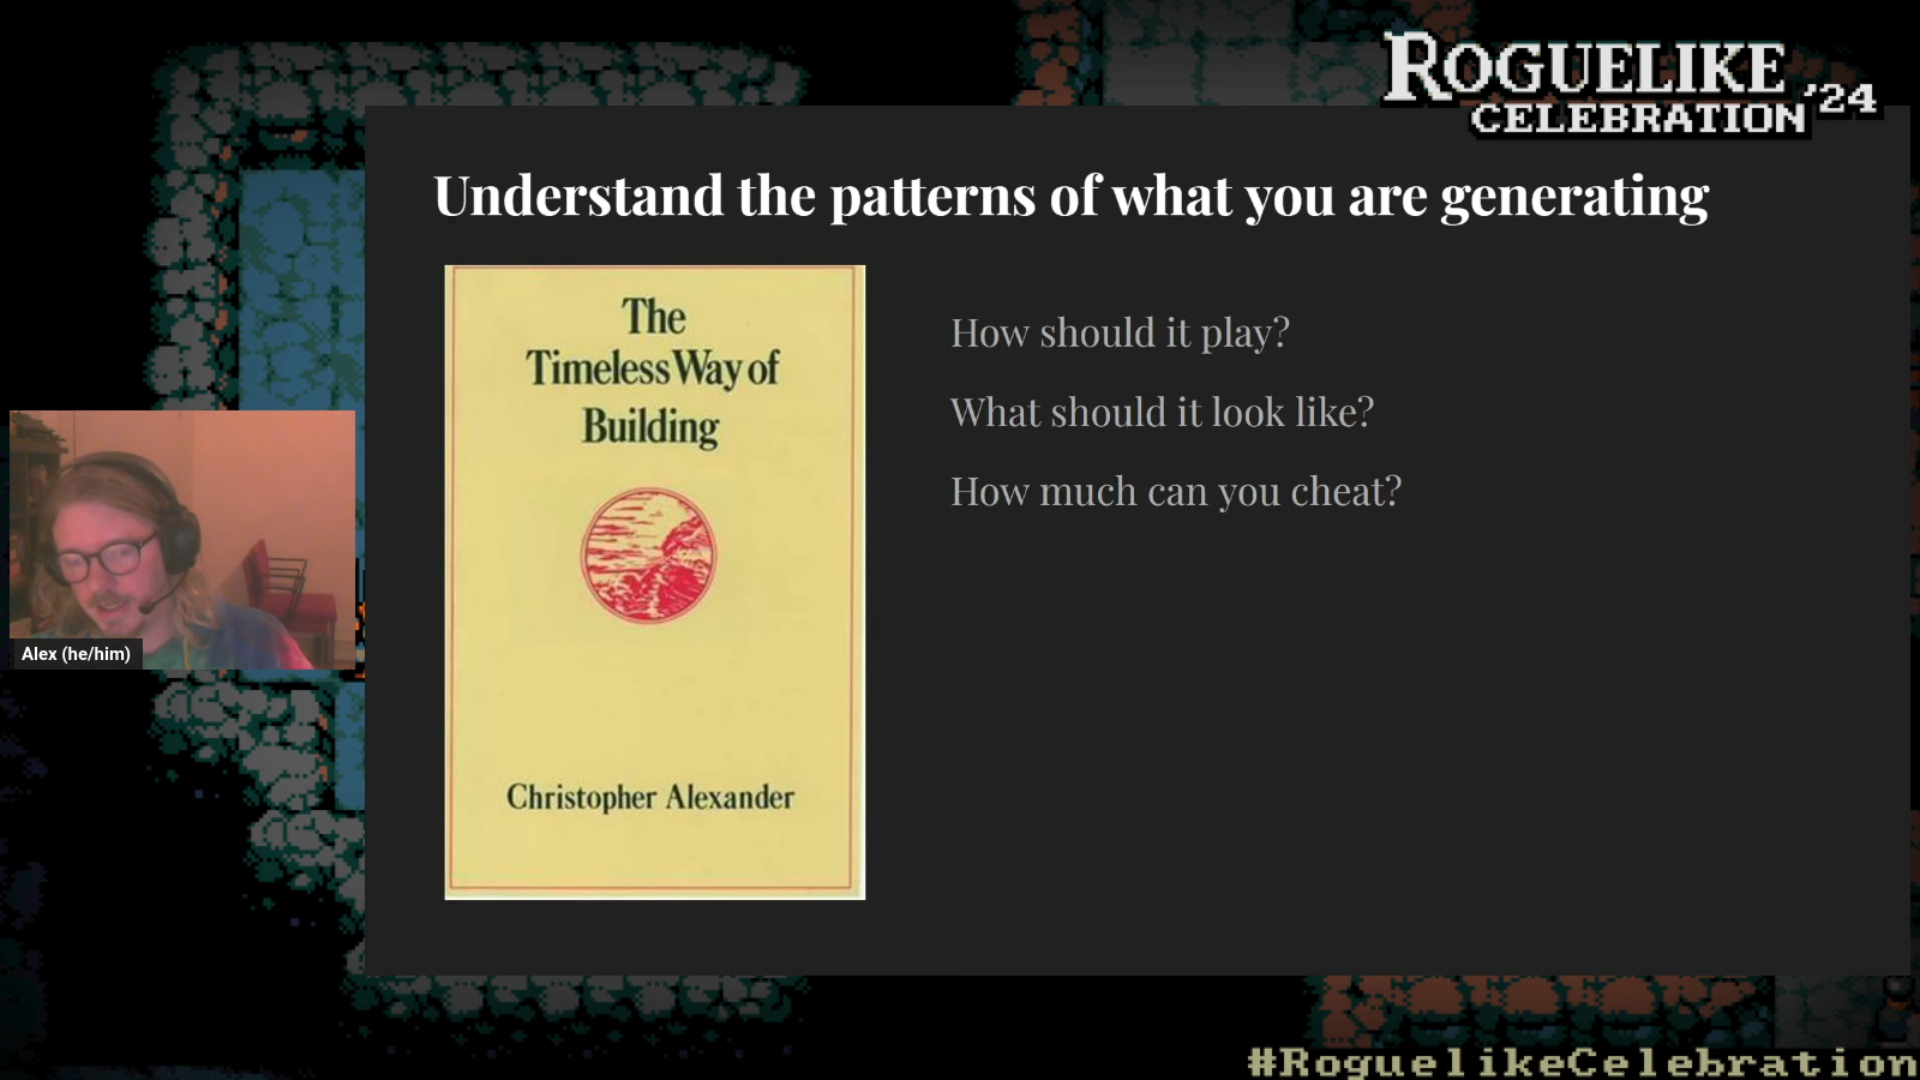 ROGUELIKE
CELEBRATION '24
Understand the patterns of what you are generating
The
Timeless Way of
Building
Christopher Alexander
How should it play?
What should it look like?
How much can you cheat?
Alex (he/him)
#RoguelikeCelebration